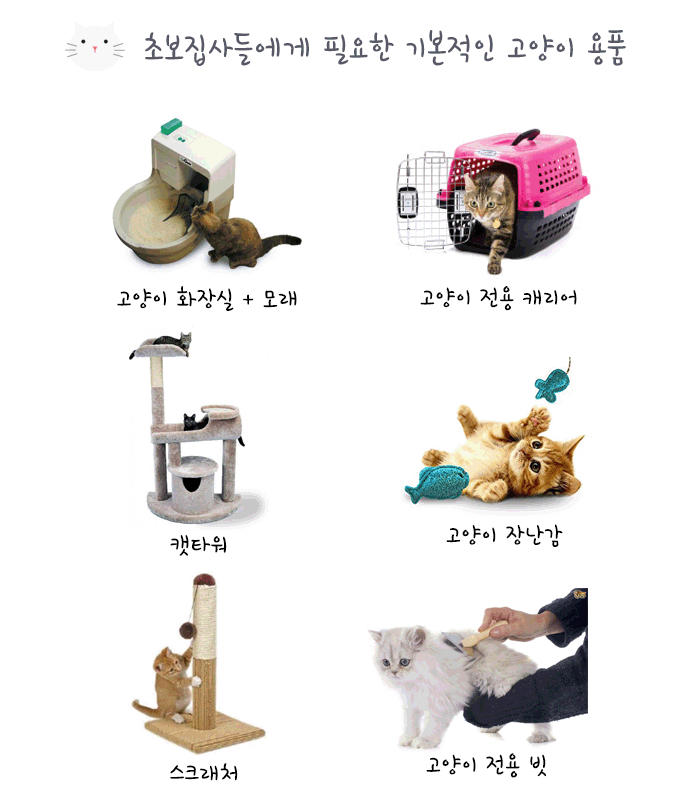 초보집사들에게 필요한 기본적인 고양이 용품
고양이 화장실 + 모래
고양이 전용 캐리어
캣타워
고양이 장난감
스크래처
고양이 전용 빗